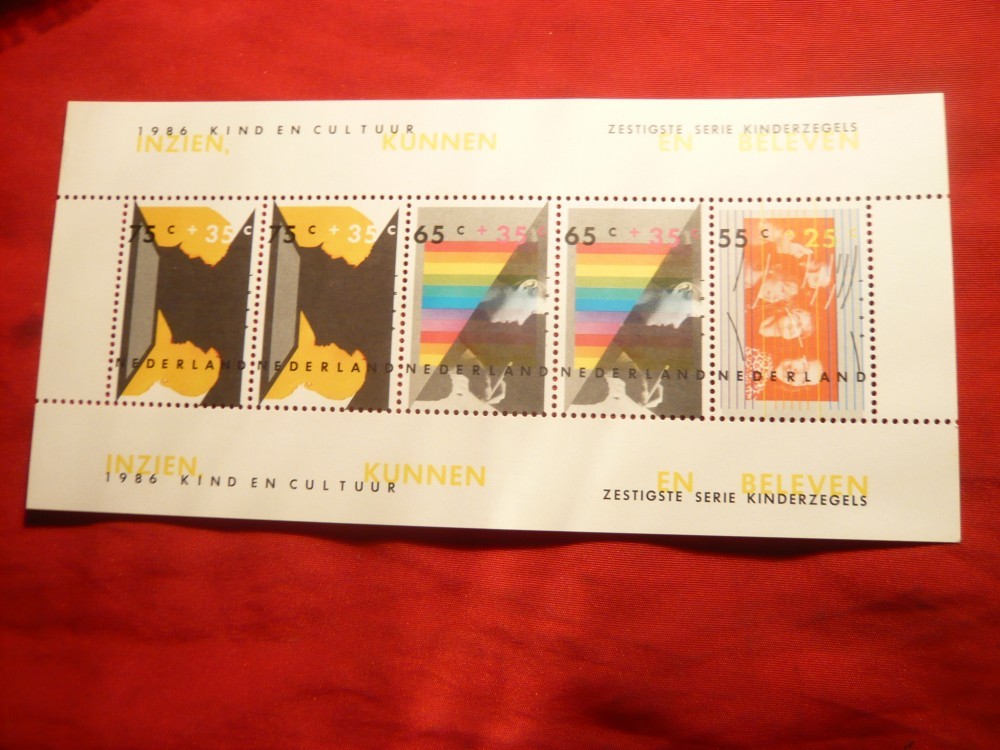 1986 KIND EN CULTUUR ZESTIGSTE SERIE KINDERZEGELS
INZIEN, KUNNEN EN BELEVEN
75 c + 35 c 75 c + 35 c 65 c + 35 c 65 c + 35 c 55 c + 25 c
NEDERLAND NEDERLAND NEDERLAND NEDERLAND NEDERLAND
INZIEN, KUNNEN EN BELEVEN
1986 KIND EN CULTUUR ZESTIGSTE SERIE KINDERZEGELS